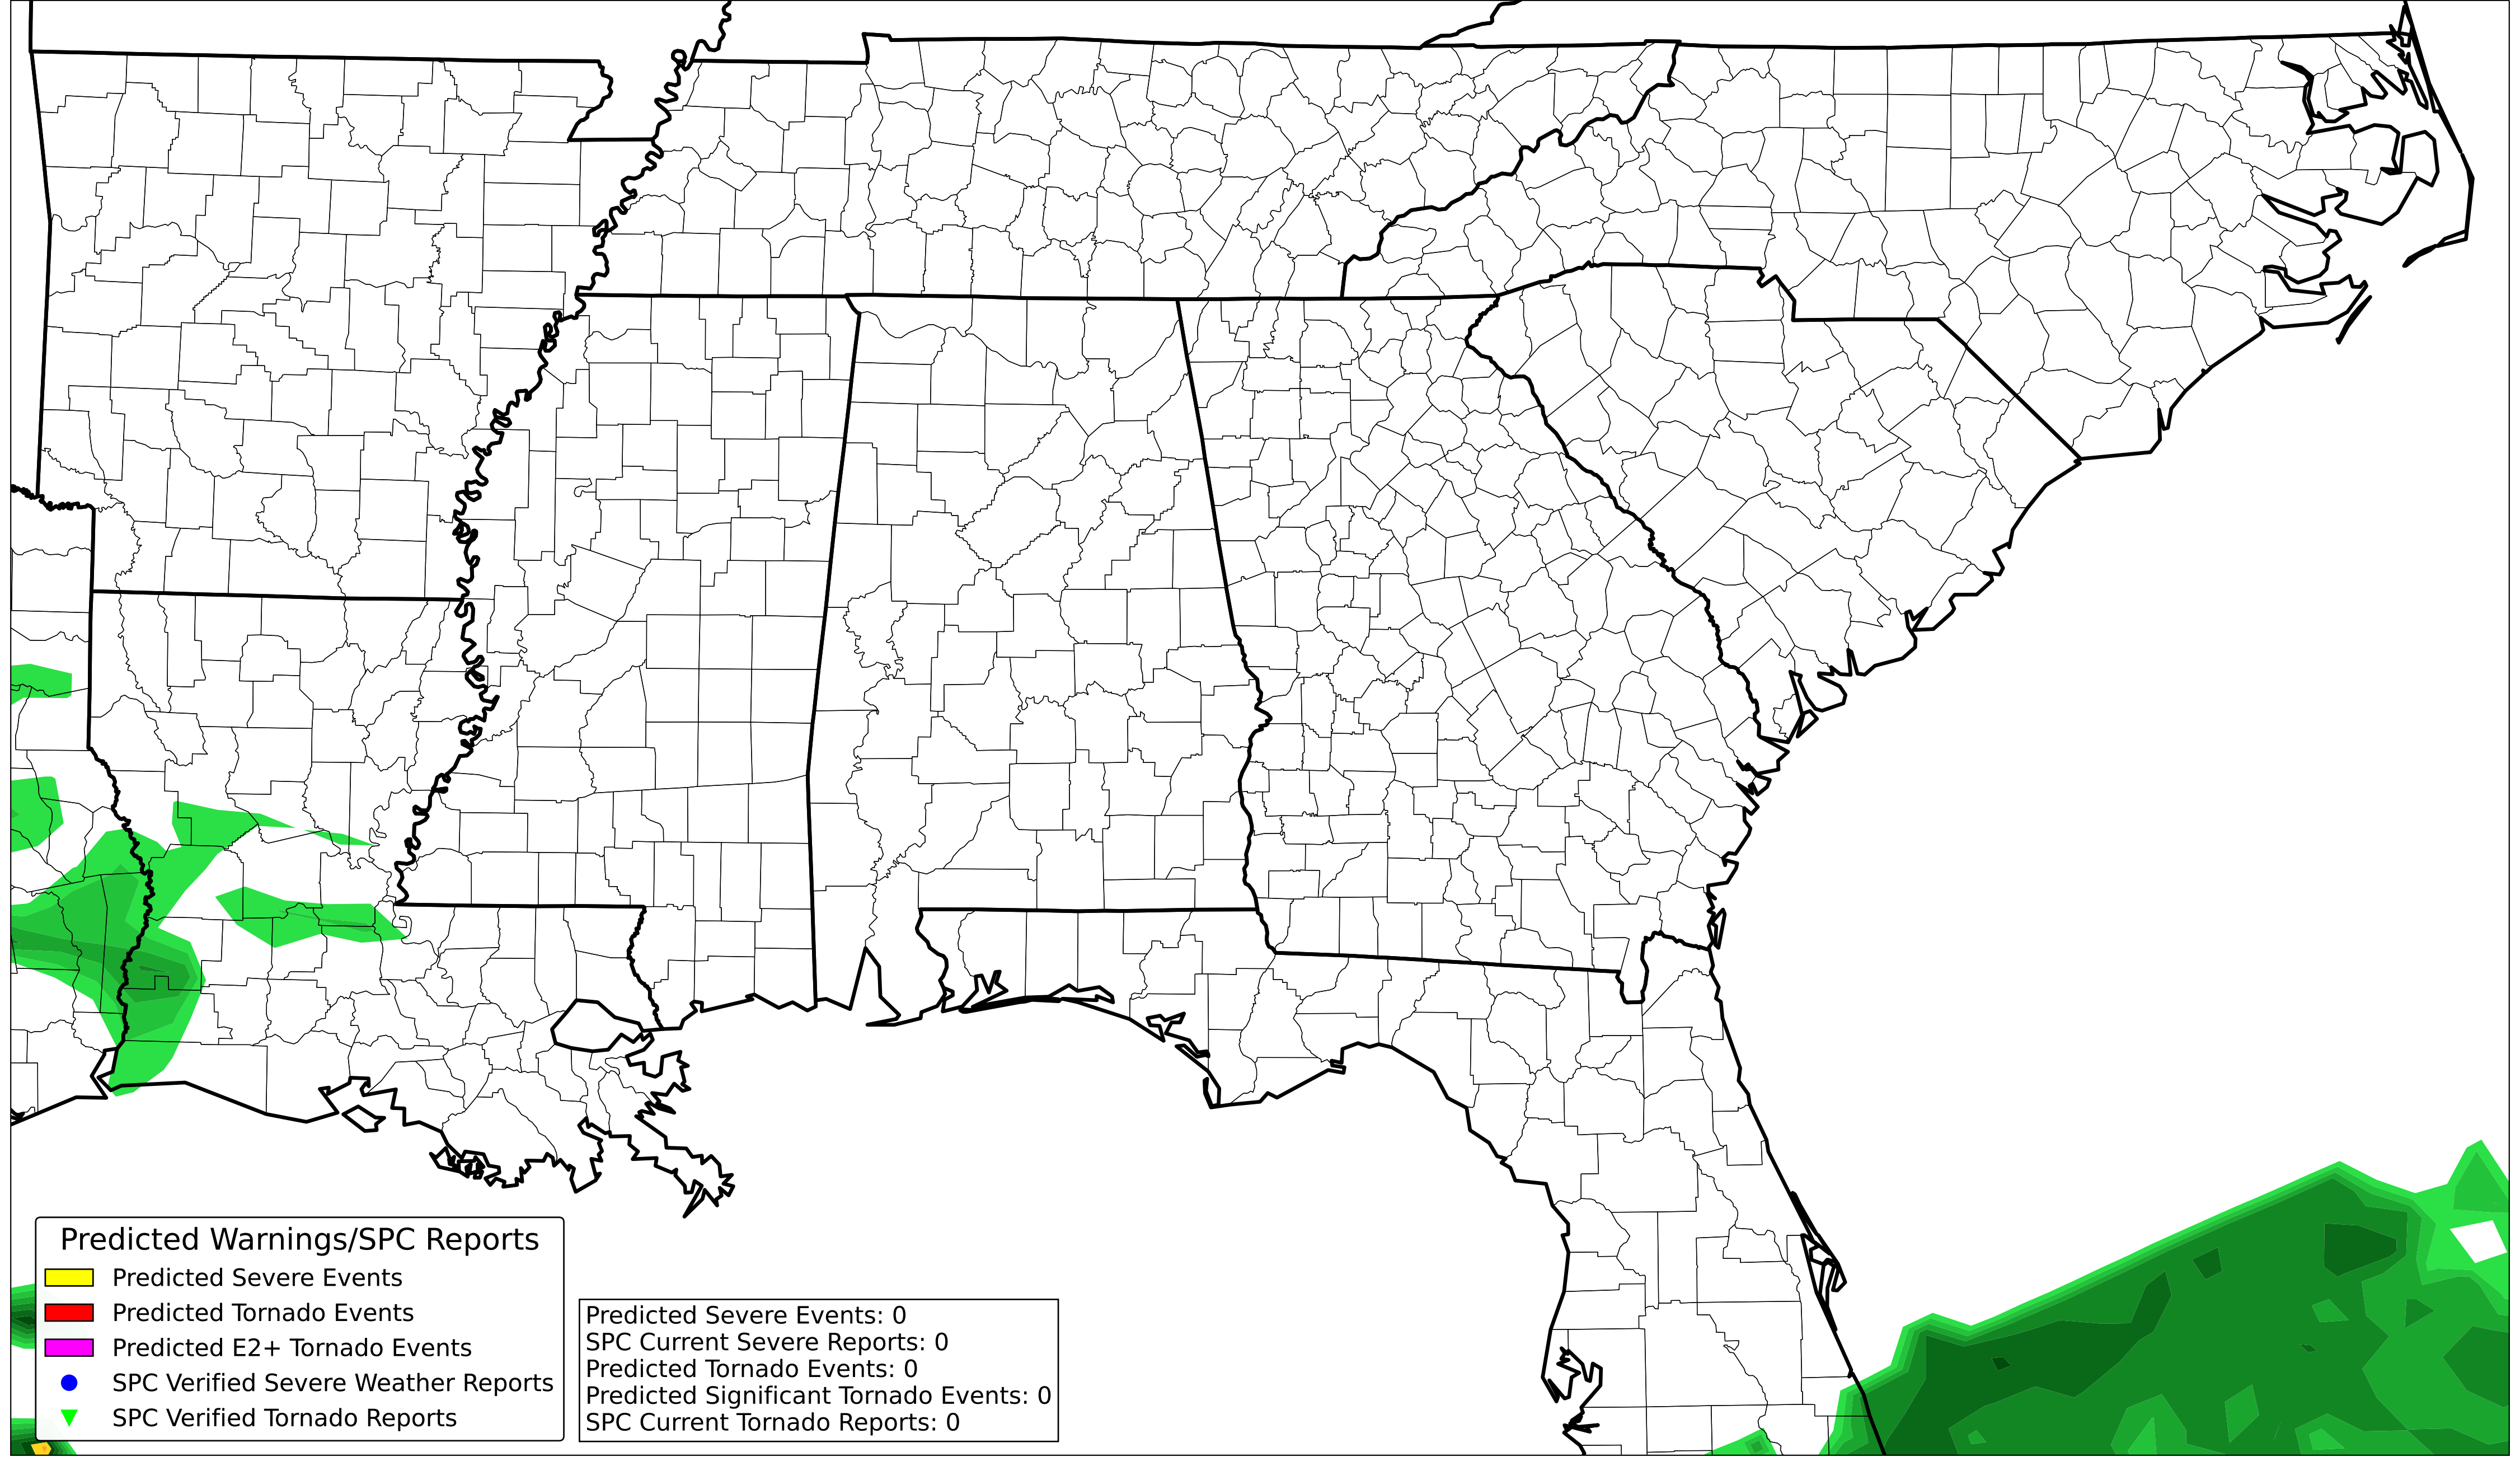 Predicted Warnings/SPC Reports
Predicted Severe Events
Predicted Tornado Events
Predicted E2+ Tornado Events
SPC Verified Severe Weather Reports
SPC Verified Tornado Reports
Predicted Severe Events: 0
SPC Current Severe Reports: 0
Predicted Tornado Events: 0
Predicted Significant Tornado Events: 0
SPC Current Tornado Reports: 0